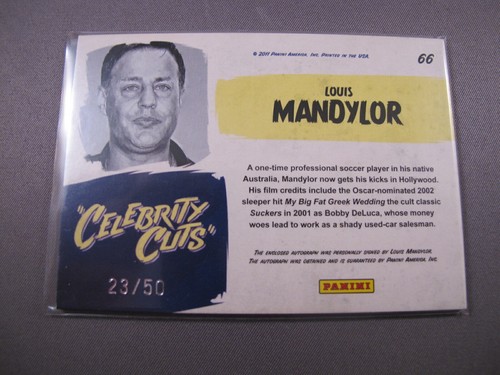 © 2011 Panini America, Inc. Printed in the USA.
66
LOUIS
MANDYLOR
A one-time professional soccer player in his native
Australia, Mandylor now gets his kicks in Hollywood.
His film credits include the Oscar-nominated 2002
sleeper hit My Big Fat Greek Wedding the cult classic
Suckers in 2001 as Bobby DeLuca, whose money
woes lead to work as a shady used-car salesman.
"CELEBRITY
CUTS"
23/50
The enclosed autograph was personally signed by Louis Mandylor.
The autograph was obtained and is guaranteed by Panini America, Inc.
PANINI